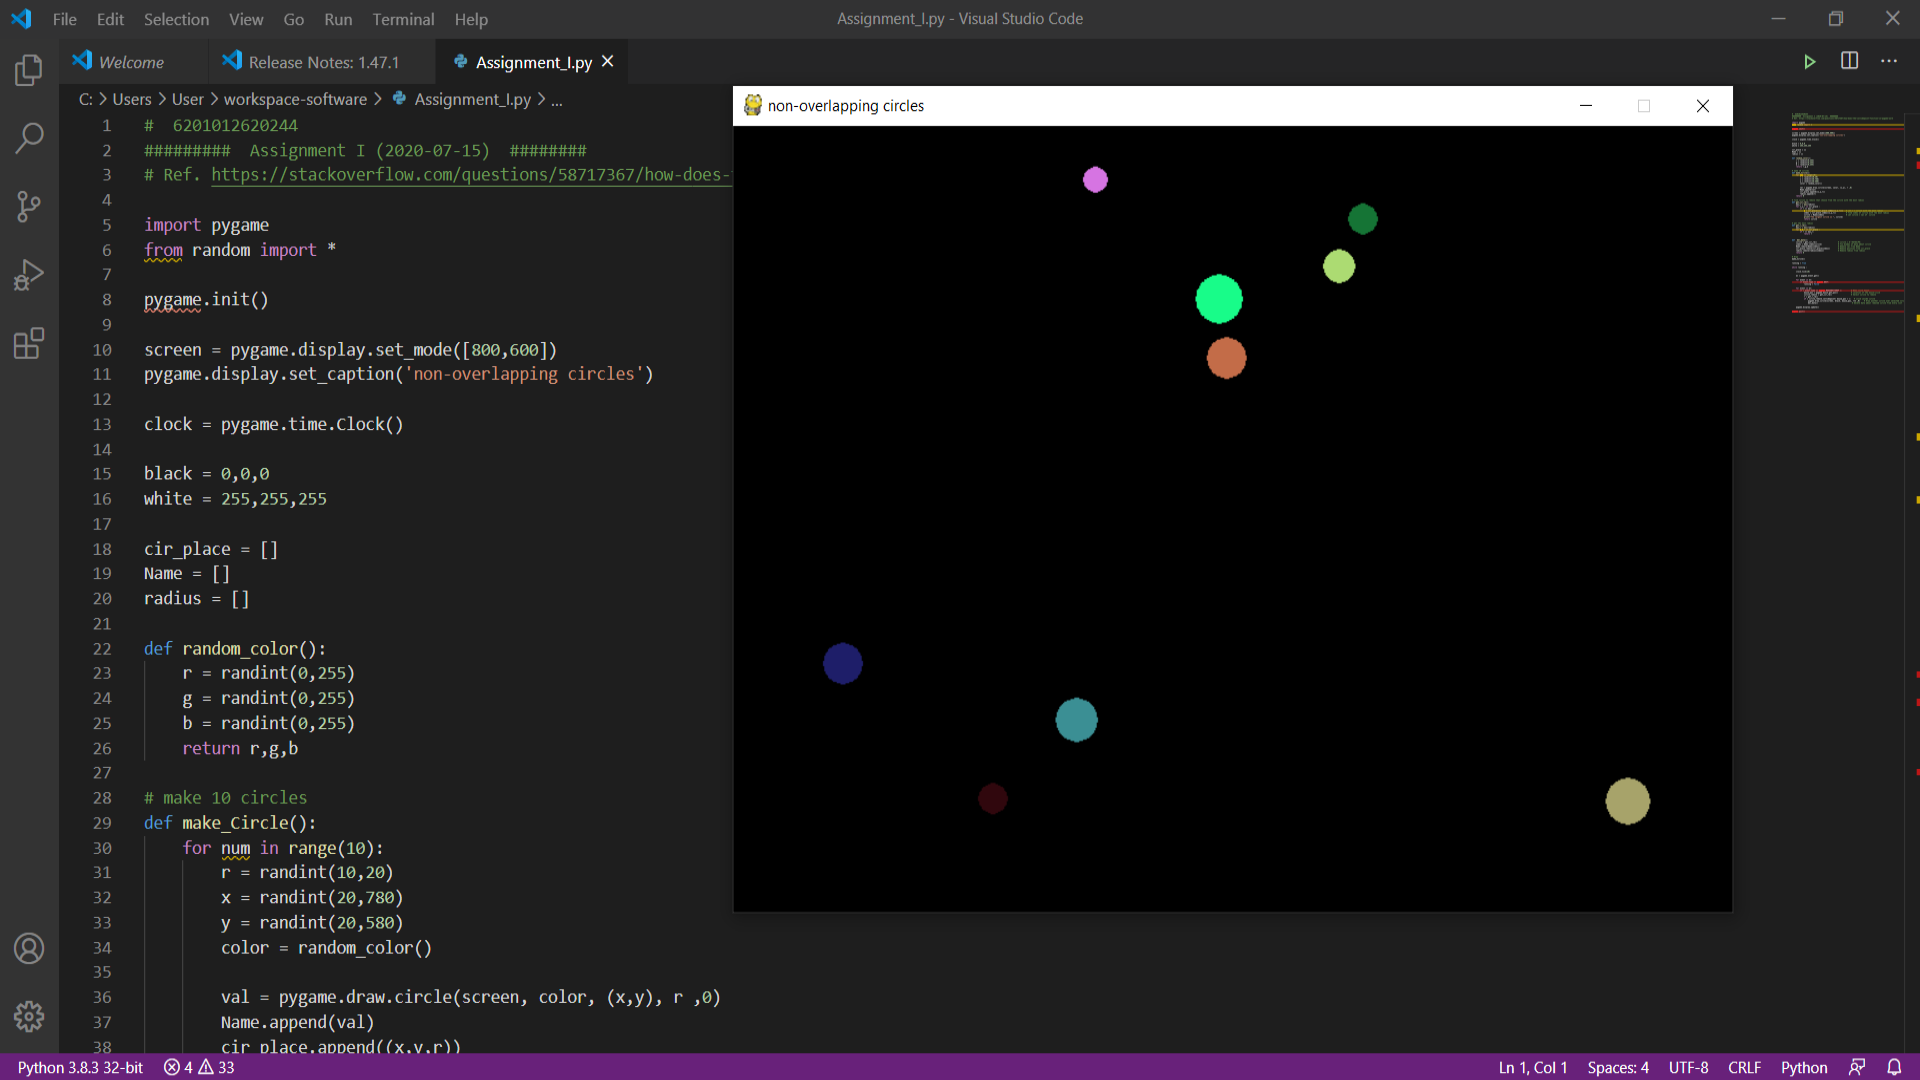 File Edit Selection View Go Run Terminal Help
Assignment_I.py - Visual Studio Code
Welcome
Release Notes: 1.47.1
Assignment_I.py
C: > Users > User > workspace-software > Assignment_I.py > ...
non-overlapping circles
1 # 6201012620244
2 ######### Assignment I (2020-07-15) ########
3 # Ref. https://stackoverflow.com/questions/58717367/how-does-
4
5 import pygame
6 from random import *
7
8 pygame.init()
9
10 screen = pygame.display.set_mode([800,600])
11 pygame.display.set_caption('non-overlapping circles')
12
13 clock = pygame.time.Clock()
14
15 black = 0,0,0
16 white = 255,255,255
17
18 cir_place = []
19 Name = []
20 radius = []
21
22 def random_color():
23     r = randint(0,255)
24     g = randint(0,255)
25     b = randint(0,255)
26     return r,g,b
27
28 # make 10 circles
29 def make_Circle():
30     for num in range(10):
31         r = randint(10,20)
32         x = randint(20,780)
33         y = randint(20,580)
34         color = random_color()
35
36         val = pygame.draw.circle(screen, color, (x,y), r ,0)
37         Name.append(val)
38         cir_place.append((x,y,r))
Python 3.8.3 32-bit 4 33
Ln 1, Col 1 Spaces: 4 UTF-8 CRLF Python